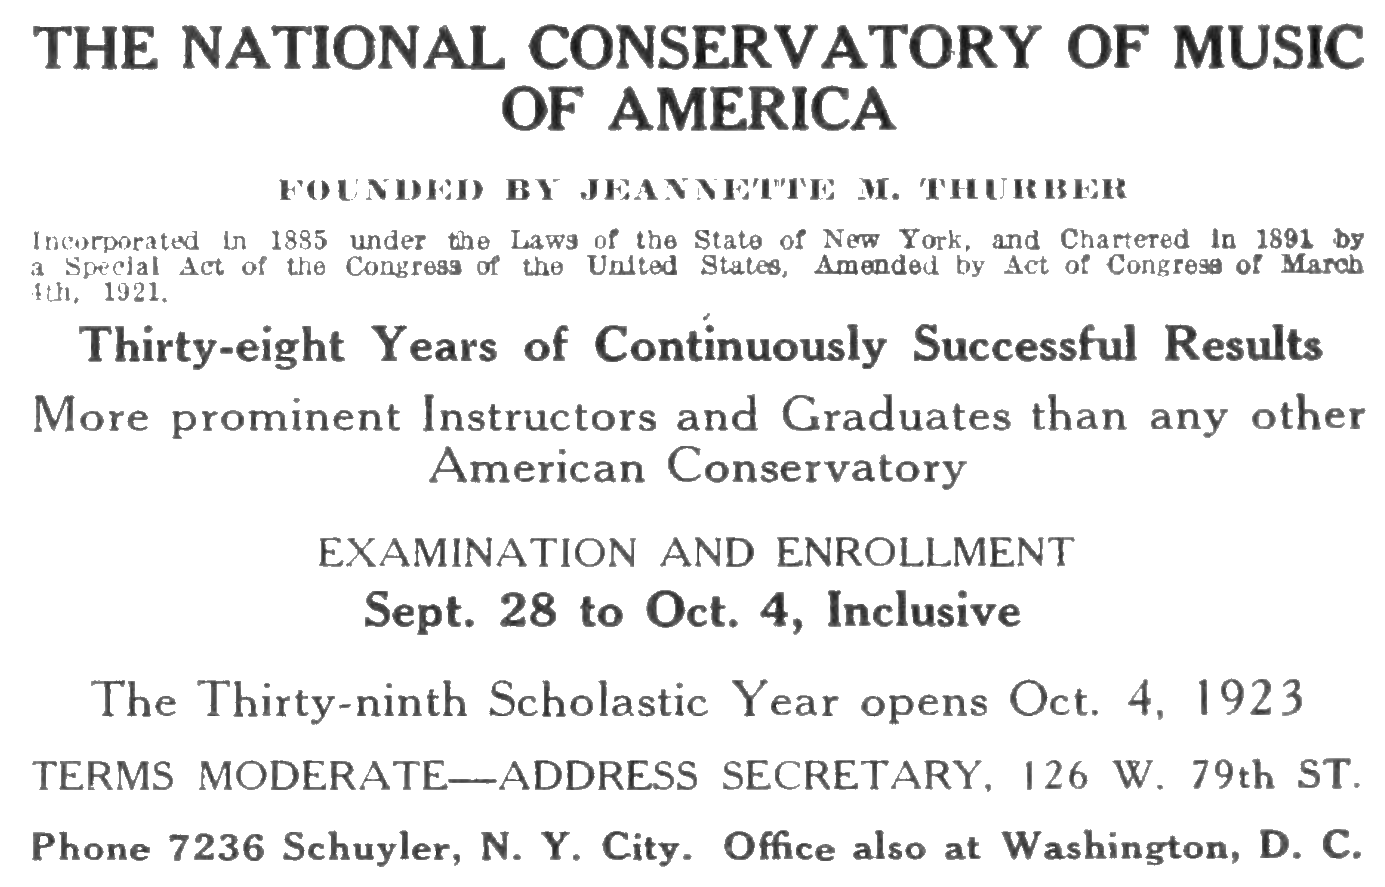 THE NATIONAL CONSERVATORY OF MUSIC
OF AMERICA
FOUNDED BY JEANNETTE M. THURBER
Incorporated in 1885 under the Laws of the State of New York, and Chartered in 1891 by
a Special Act of the Congress of the United States, Amended by Act of Congress of March
4th, 1921.
Thirty-eight Years of Continuously Successful Results
More prominent Instructors and Graduates than any other
American Conservatory
EXAMINATION AND ENROLLMENT
Sept. 28 to Oct. 4, Inclusive
The Thirty-ninth Scholastic Year opens Oct. 4, 1923
TERMS MODERATE—ADDRESS SECRETARY, 126 W. 79th ST.
Phone 7236 Schuyler, N. Y. City. Office also at Washington, D. C.